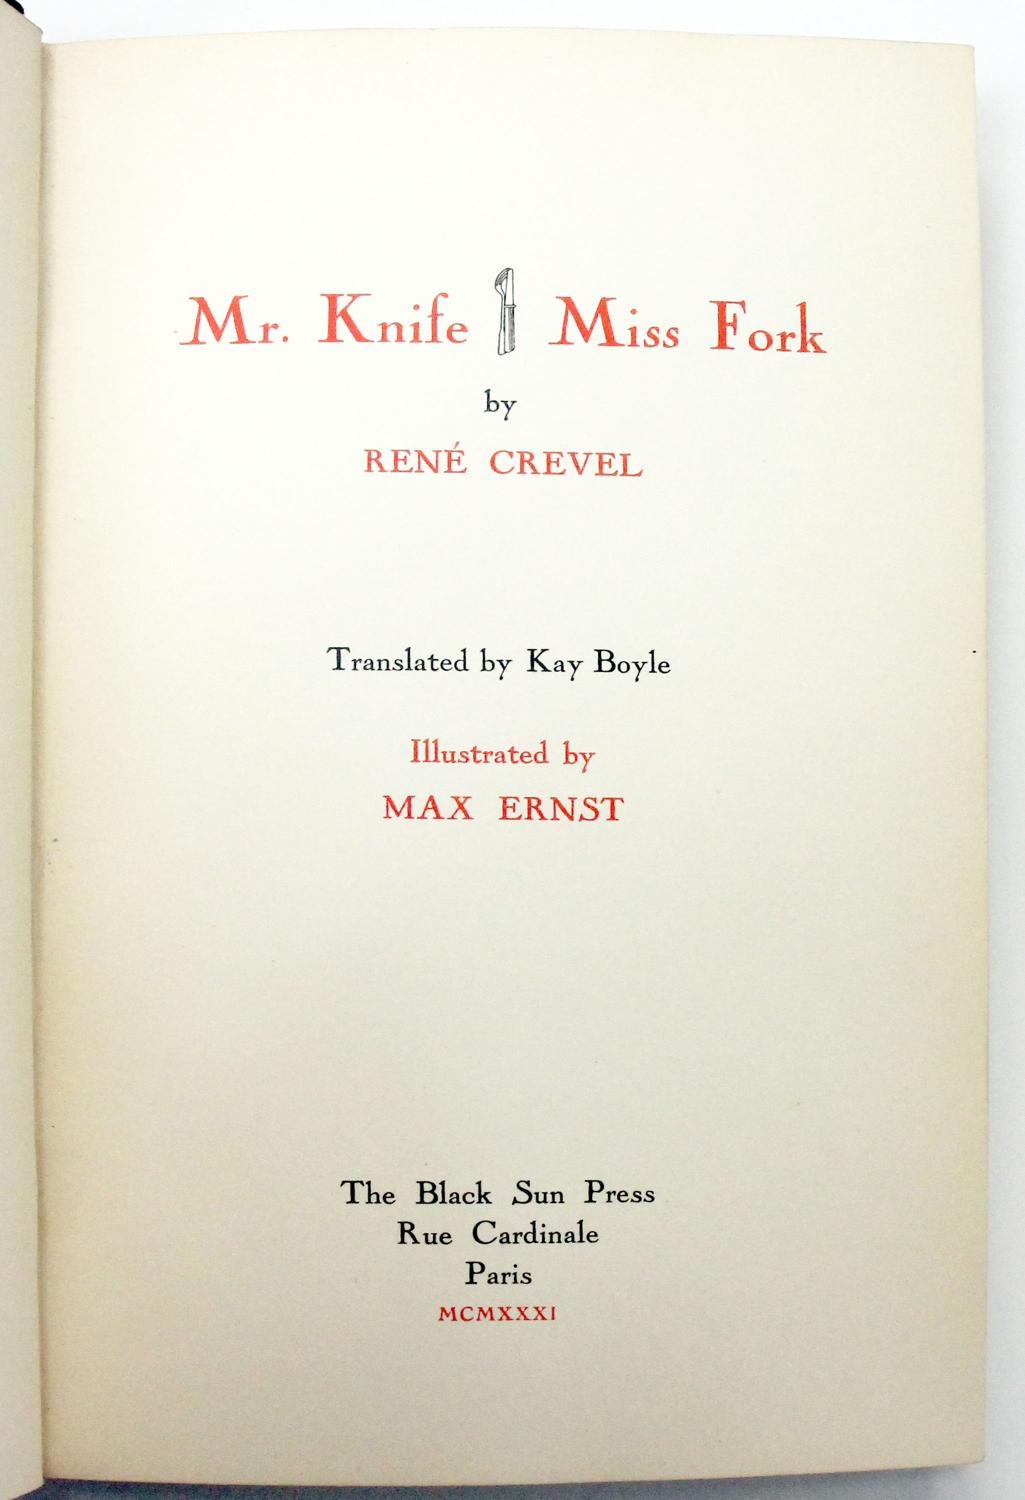 Mr. Knife Miss Fork
by
RENÉ CREVEL
Translated by Kay Boyle
Illustrated by
MAX ERNST
The Black Sun Press
Rue Cardinale
Paris
MCMXXXI